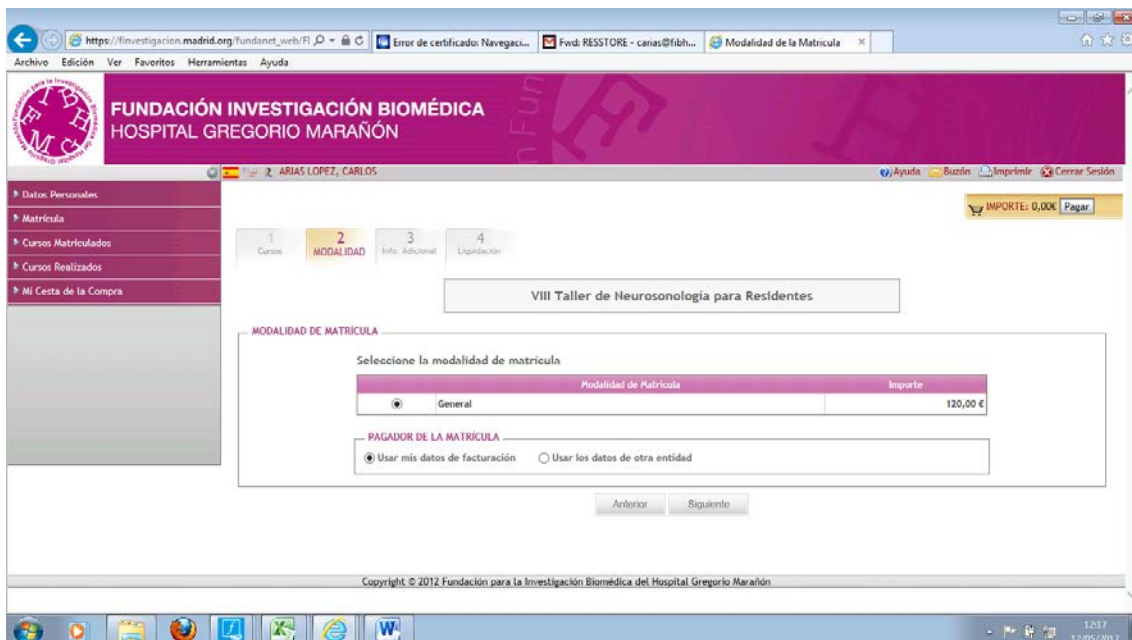 https://finvestigacion.madrid.org/fundanet_web/Fl
Error de certificado: Navegaci...
Fwd: RESSTORE - carias@fibh...
Modalidad de la Matricula
Archivo Edición Ver Favoritos Herramientas Ayuda
FUNDACIÓN INVESTIGACIÓN BIOMÉDICA
HOSPITAL GREGORIO MARAÑÓN
ARIAS LOPEZ, CARLOS
Ayuda Buzón Imprimir Cerrar Sesión
Datos Personales
Matrícula
Cursos Matriculados
Cursos Realizados
Mi Cesta de la Compra
IMPORTE: 0,00€ Pagar
1 Cursos
2 MODALIDAD
3 Info. Adicional
4 Liquidación
VIII Taller de Neurosonología para Residentes
MODALIDAD DE MATRÍCULA
Seleccione la modalidad de matrícula
Modalidad de Matrícula Importe
General 120,00 €
PAGADOR DE LA MATRÍCULA
Usar mis datos de facturación Usar los datos de otra entidad
Anterior Siguiente
Copyright © 2012 Fundación para la Investigación Biomédica del Hospital Gregorio Marañón
12:17
12/05/2017